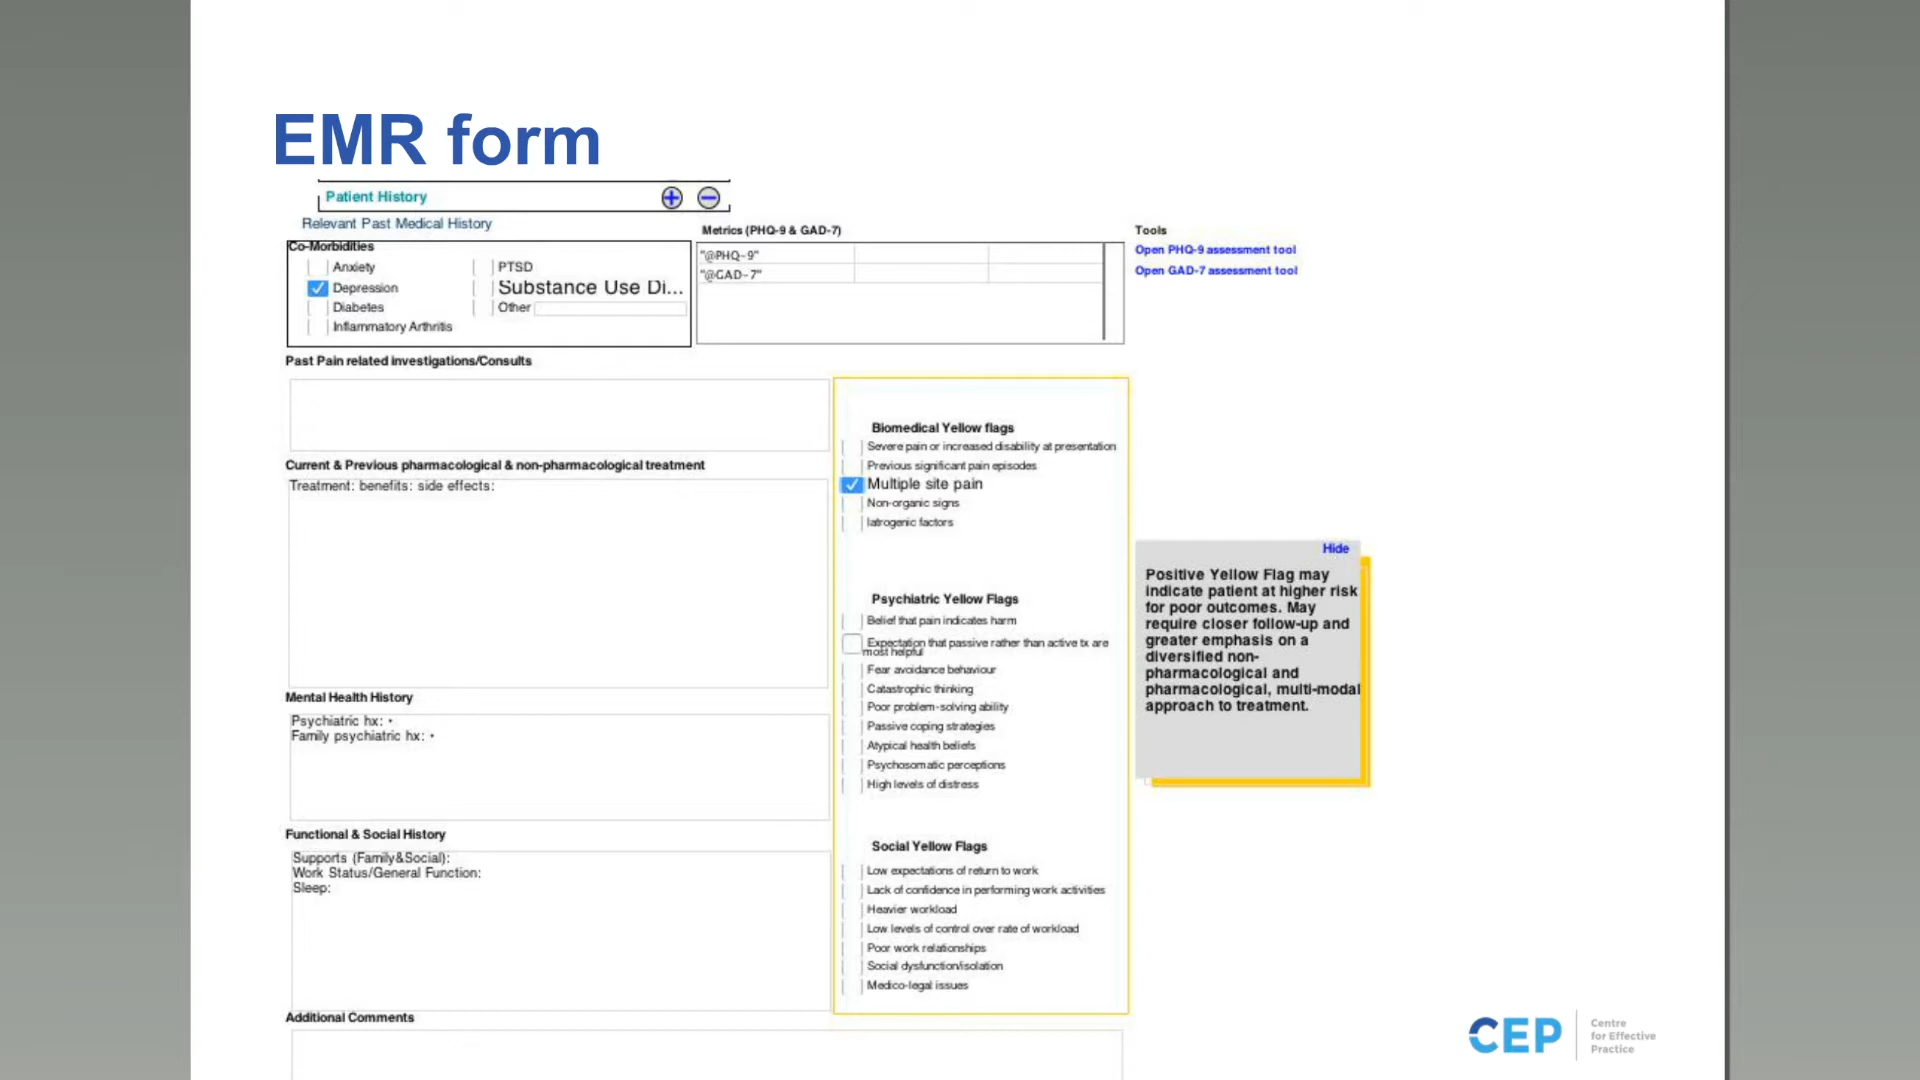 EMR form
Patient History
Relevant Past Medical History
Co-Morbidities
Anxiety
Depression
Diabetes
Inflammatory Arthritis
PTSD
Substance Use Di...
Other
Metrics (PHQ-9 & GAD-7)
"@PHQ-9"
"@GAD-7"
Tools
Open PHQ-9 assessment tool
Open GAD-7 assessment tool
Past Pain related investigations/Consults
Current & Previous pharmacological & non-pharmacological treatment
Treatment: benefits: side effects:
Mental Health History
Psychiatric hx: •
Family psychiatric hx: •
Functional & Social History
Supports (Family&Social):
Work Status/General Function:
Sleep:
Additional Comments
Biomedical Yellow flags
Severe pain or increased disability at presentation
Previous significant pain episodes
Multiple site pain
Non-organic signs
Iatrogenic factors
Psychiatric Yellow Flags
Belief that pain indicates harm
Expectation that passive rather than active tx are
most helpful
Fear avoidance behaviour
Catastrophic thinking
Poor problem-solving ability
Passive coping strategies
Atypical health beliefs
Psychosomatic perceptions
High levels of distress
Social Yellow Flags
Low expectations of return to work
Lack of confidence in performing work activities
Heavier workload
Low levels of control over rate of workload
Poor work relationships
Social dysfunction/isolation
Medico-legal issues
Hide
Positive Yellow Flag may
indicate patient at higher risk
for poor outcomes. May
require closer follow-up and
greater emphasis on a
diversified non-
pharmacological and
pharmacological, multi-modal
approach to treatment.
CEP
Centre
for Effective
Practice